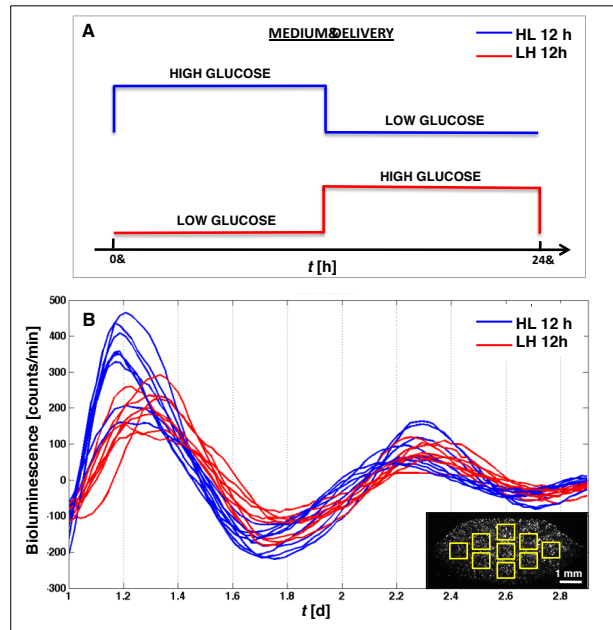 A
MEDIUM&DELIVERY
HL 12 h
LH 12h
HIGH GLUCOSE
LOW GLUCOSE
HIGH GLUCOSE
LOW GLUCOSE
0&
t [h]
24&
B
HL 12 h
LH 12h
Bioluminescence [counts/min]
500
400
300
200
100
0
-100
-200
-300
1 mm
1 1.2 1.4 1.6 1.8 2 2.2 2.4 2.6 2.8
t [d]